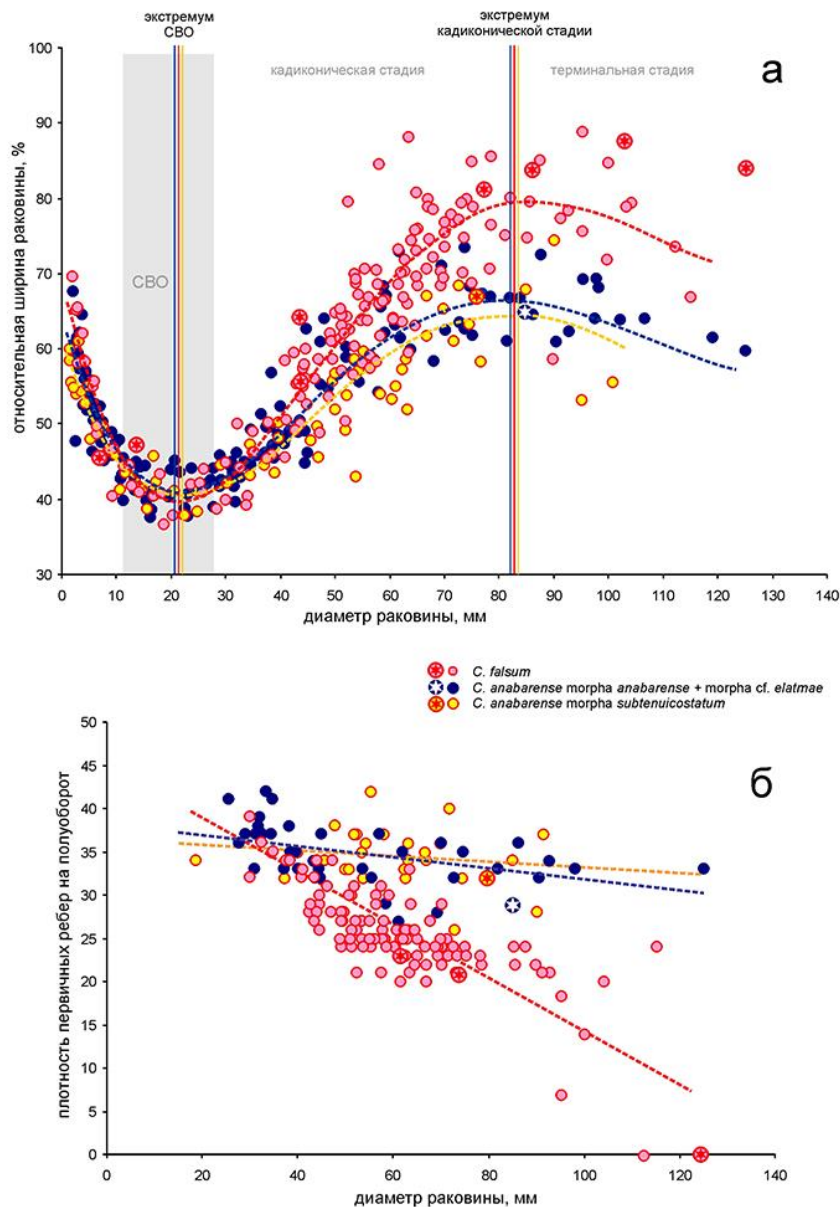 экстремум
СВО
экстремум
кадиконической стадии
кадиконическая стадия
терминальная стадия
а
СВО
относительная ширина раковины, %
100
90
80
70
60
50
40
30
0 10 20 30 40 50 60 70 80 90 100 110 120 130 140
диаметр раковины, мм
C. falsum
C. anabarense morpha anabarense + morpha cf. elatmae
C. anabarense morpha subtenuicostatum
б
плотность первичных ребер на полуоборот
50
45
40
35
30
25
20
15
10
5
0
0 20 40 60 80 100 120 140
диаметр раковины, мм